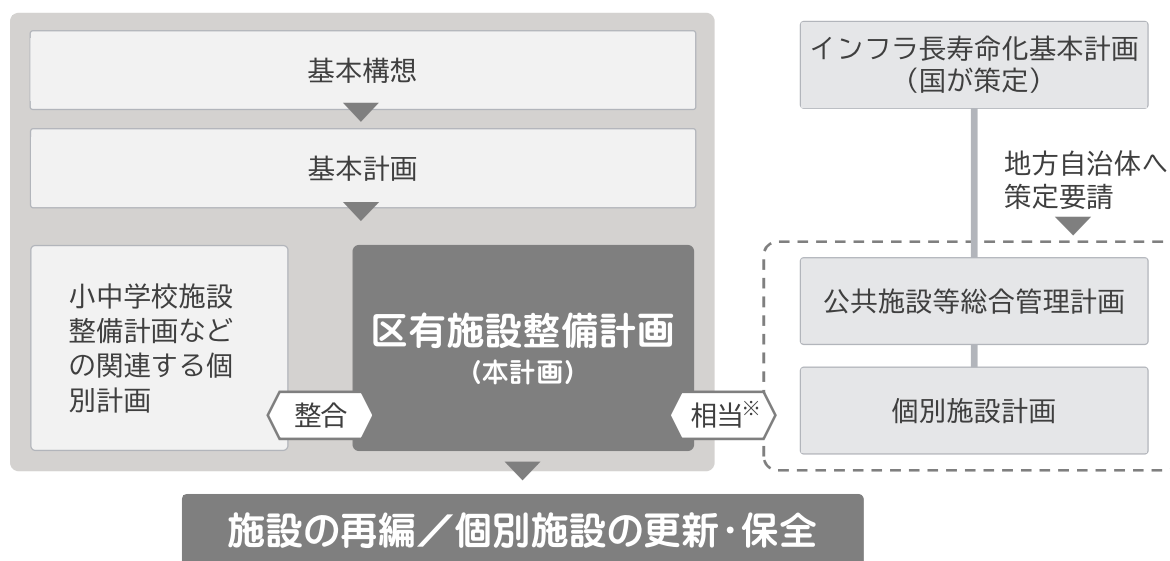 基本構想
基本計画
小中学校施設
整備計画など
の関連する個
別計画
整合
区有施設整備計画
（本計画）
相当※
インフラ長寿命化基本計画
（国が策定）
地方自治体へ
策定要請
公共施設等総合管理計画
個別施設計画
施設の再編／個別施設の更新・保全